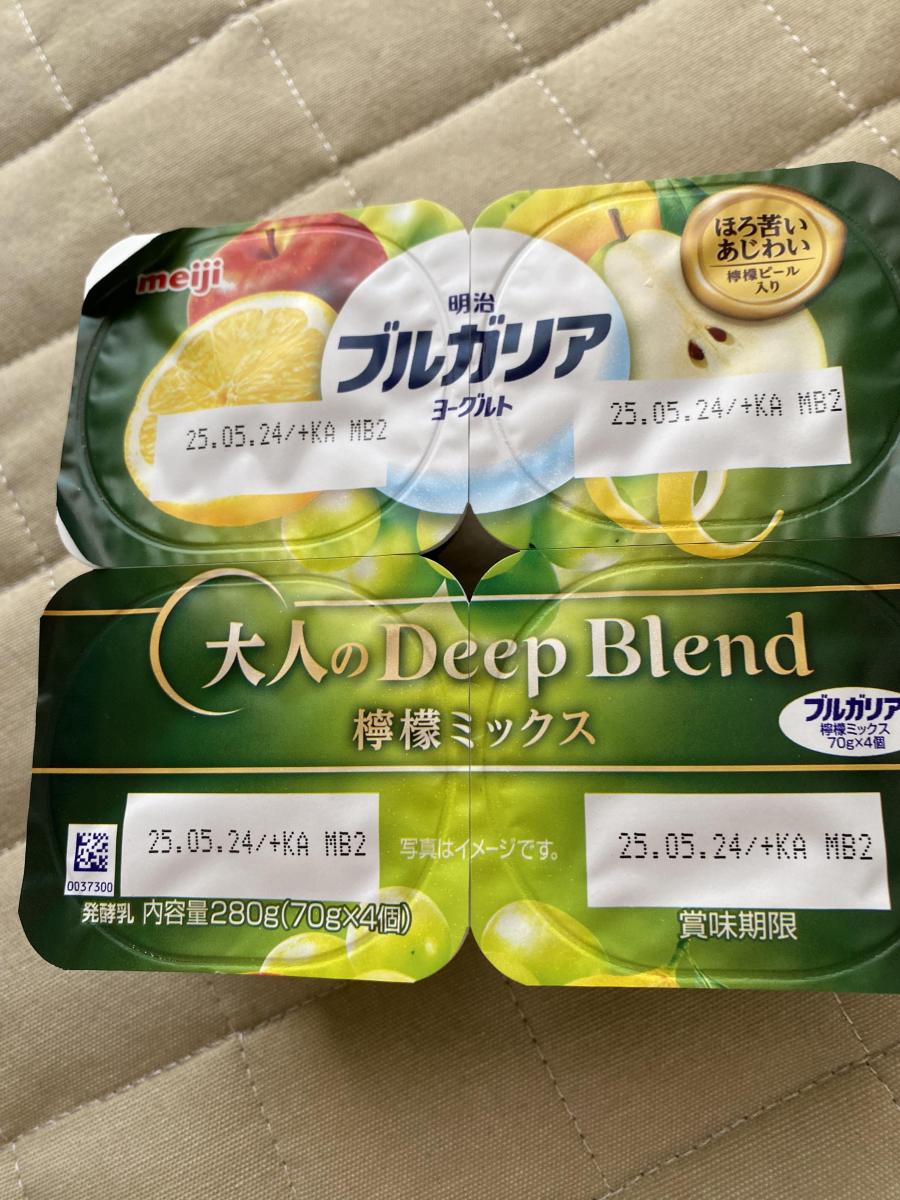 meiji
明治
ブルガリア
ヨーグルト
ほろ苦い
あじわい
檸檬ピール
入り
25.05.24/+KA MB2
25.05.24/+KA MB2
大人のDeep Blend
檸檬ミックス
ブルガリア
檸檬ミックス
70g×4個
25.05.24/+KA MB2
写真はイメージです。
25.05.24/+KA MB2
0037300
発酵乳 内容量280g(70g×4個)
賞味期限